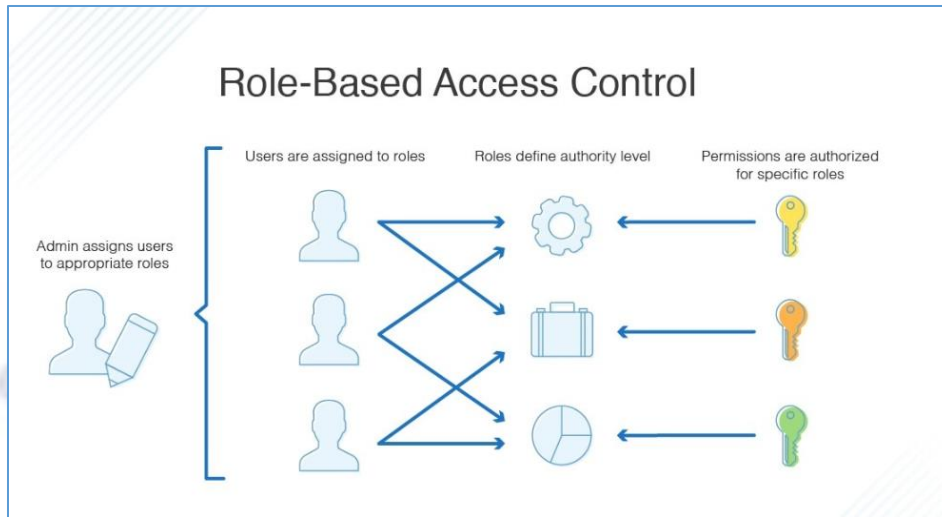 Role-Based Access Control
Users are assigned to roles
Roles define authority level
Permissions are authorized
for specific roles
Admin assigns users
to appropriate roles